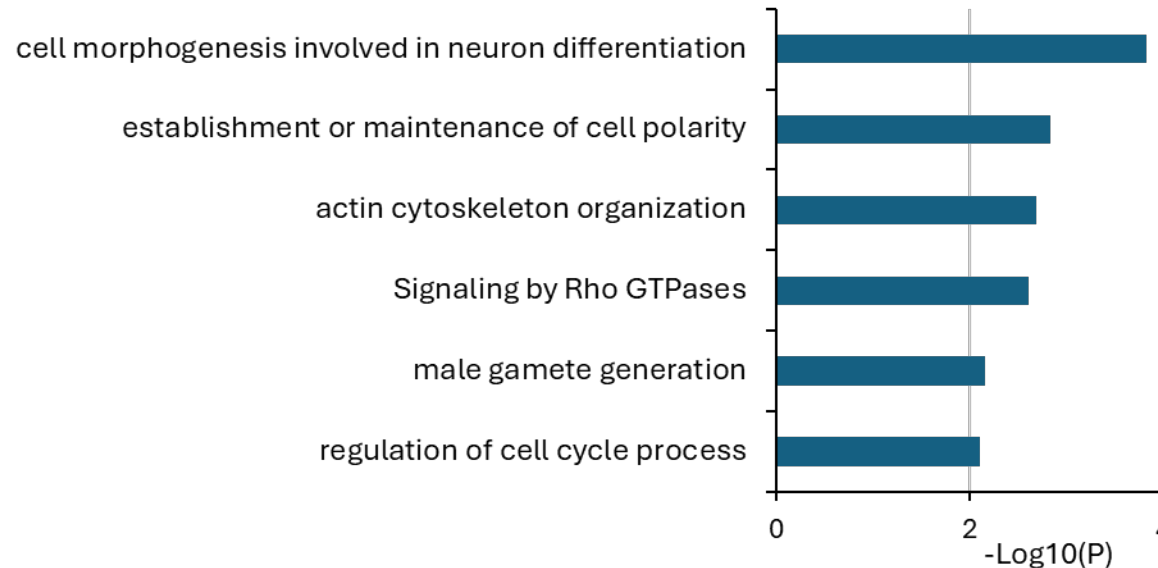 cell morphogenesis involved in neuron differentiation
establishment or maintenance of cell polarity
actin cytoskeleton organization
Signaling by Rho GTPases
male gamete generation
regulation of cell cycle process
0 2
-Log10(P)